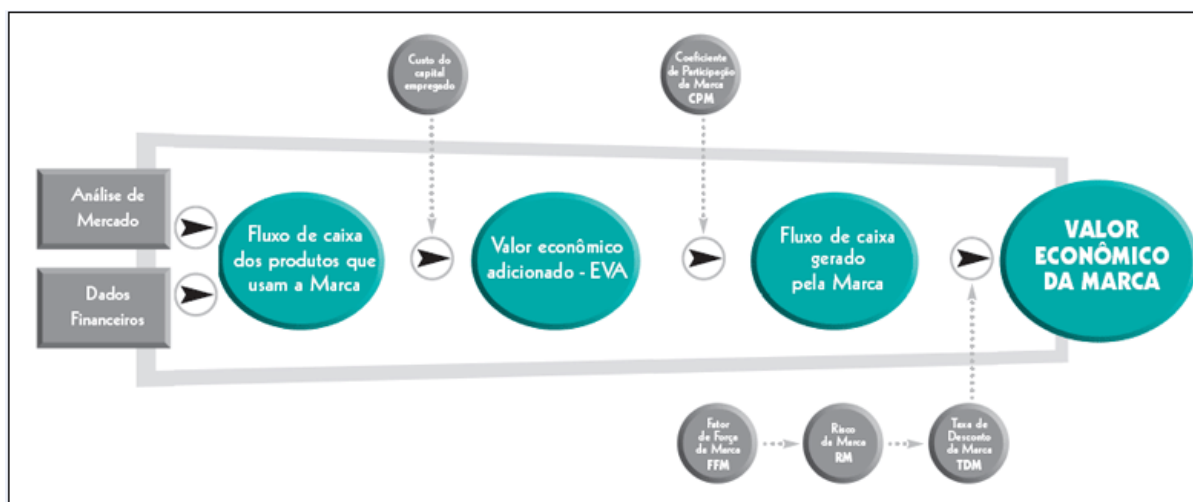 Custo do
capital
empregado
Coeficiente
de Participação
da Marca
CPM
Análise de
Mercado
Dados
Financeiros
Fluxo de caixa
dos produtos que
usam a Marca
Valor econômico
adicionado - EVA
Fluxo de caixa
gerado
pela Marca
VALOR
ECONÔMICO
DA MARCA
Fator
de Força
da Marca
FFM
Risco
da Marca
RM
Taxa de
Desconto
da Marca
TDM